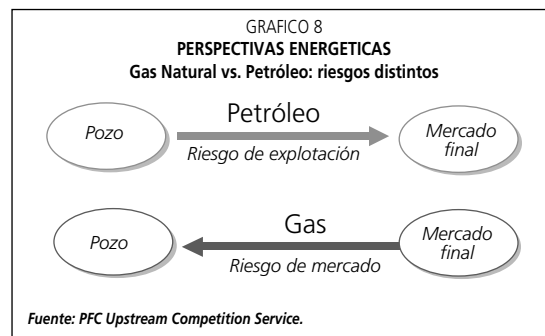 GRAFICO 8
PERSPECTIVAS ENERGETICAS
Gas Natural vs. Petróleo: riesgos distintos
Pozo
Petróleo
Riesgo de explotación
Mercado
final
Pozo
Gas
Riesgo de mercado
Mercado
final
Fuente: PFC Upstream Competition Service.